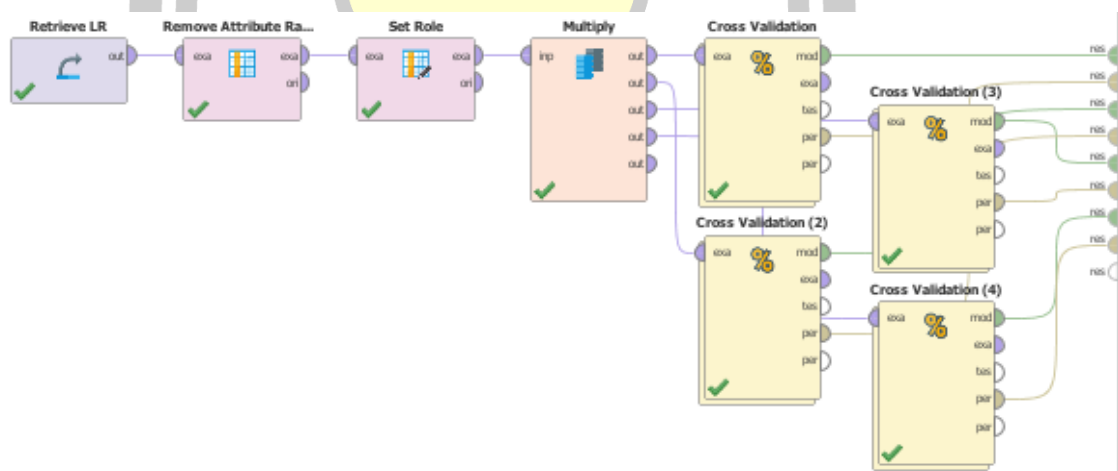 Retrieve LR
out
Remove Attribute Ra...
exa
exa
ori
Set Role
exa
exa
ori
Multiply
inp
out
out
out
out
out
Cross Validation
exa
mod
exa
tes
per
per
Cross Validation (2)
exa
mod
exa
tes
per
per
Cross Validation (3)
exa
mod
exa
tes
per
per
Cross Validation (4)
exa
mod
exa
tes
per
per
res
res
res
res
res
res
res
res
res